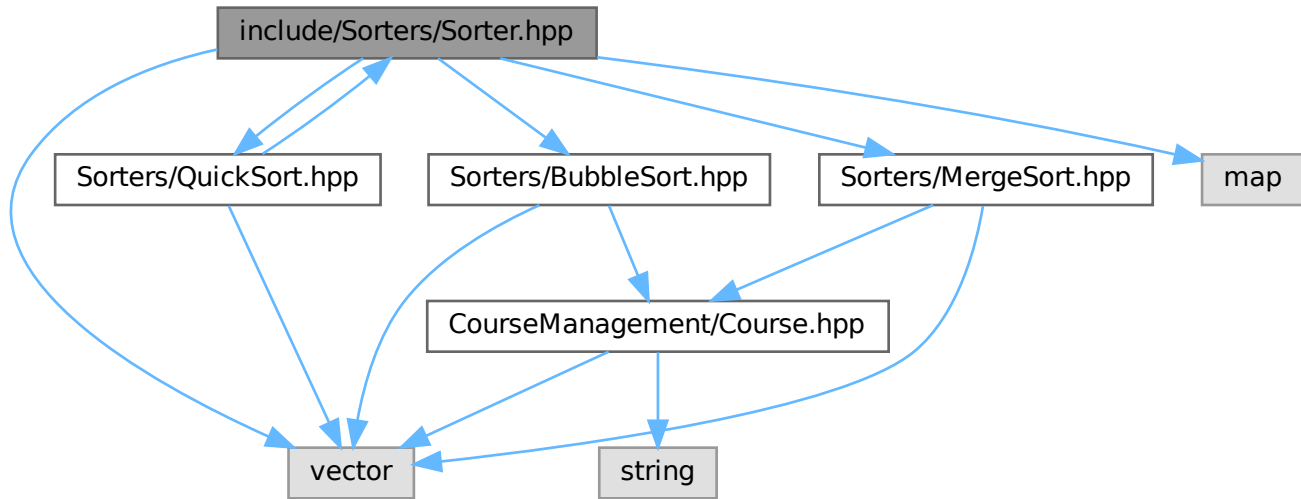 include/Sorters/Sorter.hpp
Sorters/QuickSort.hpp
Sorters/BubbleSort.hpp
Sorters/MergeSort.hpp
map
CourseManagement/Course.hpp
vector
string